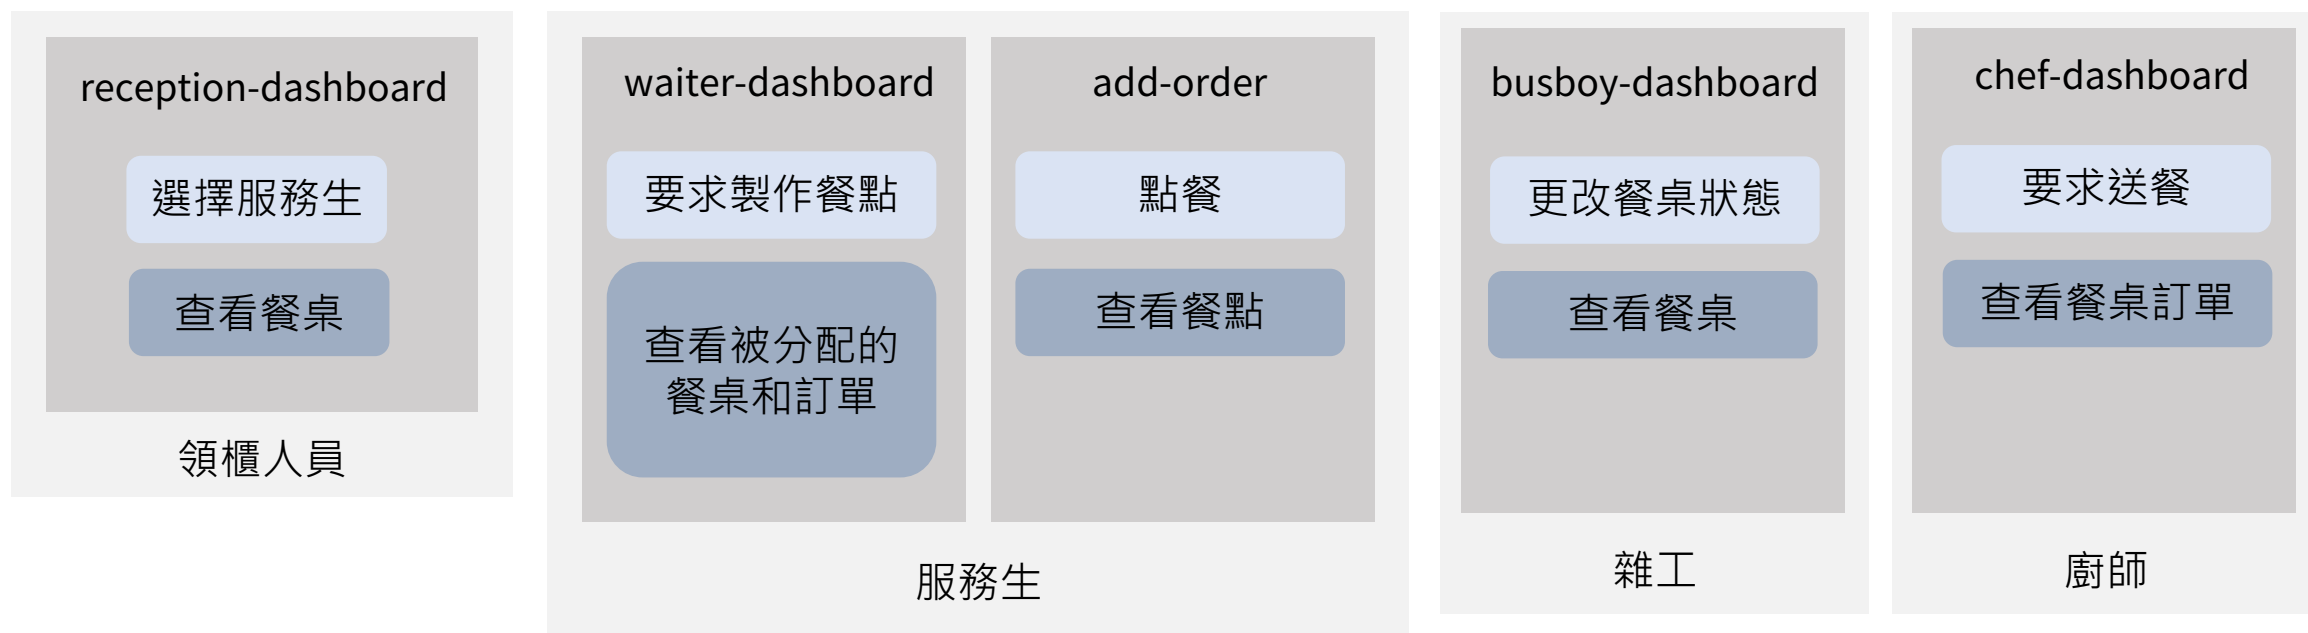 reception-dashboard
選擇服務生
查看餐桌
領櫃人員
waiter-dashboard
要求製作餐點
查看被分配的
餐桌和訂單
add-order
點餐
查看餐點
服務生
busboy-dashboard
更改餐桌狀態
查看餐桌
雜工
chef-dashboard
要求送餐
查看餐桌訂單
廚師